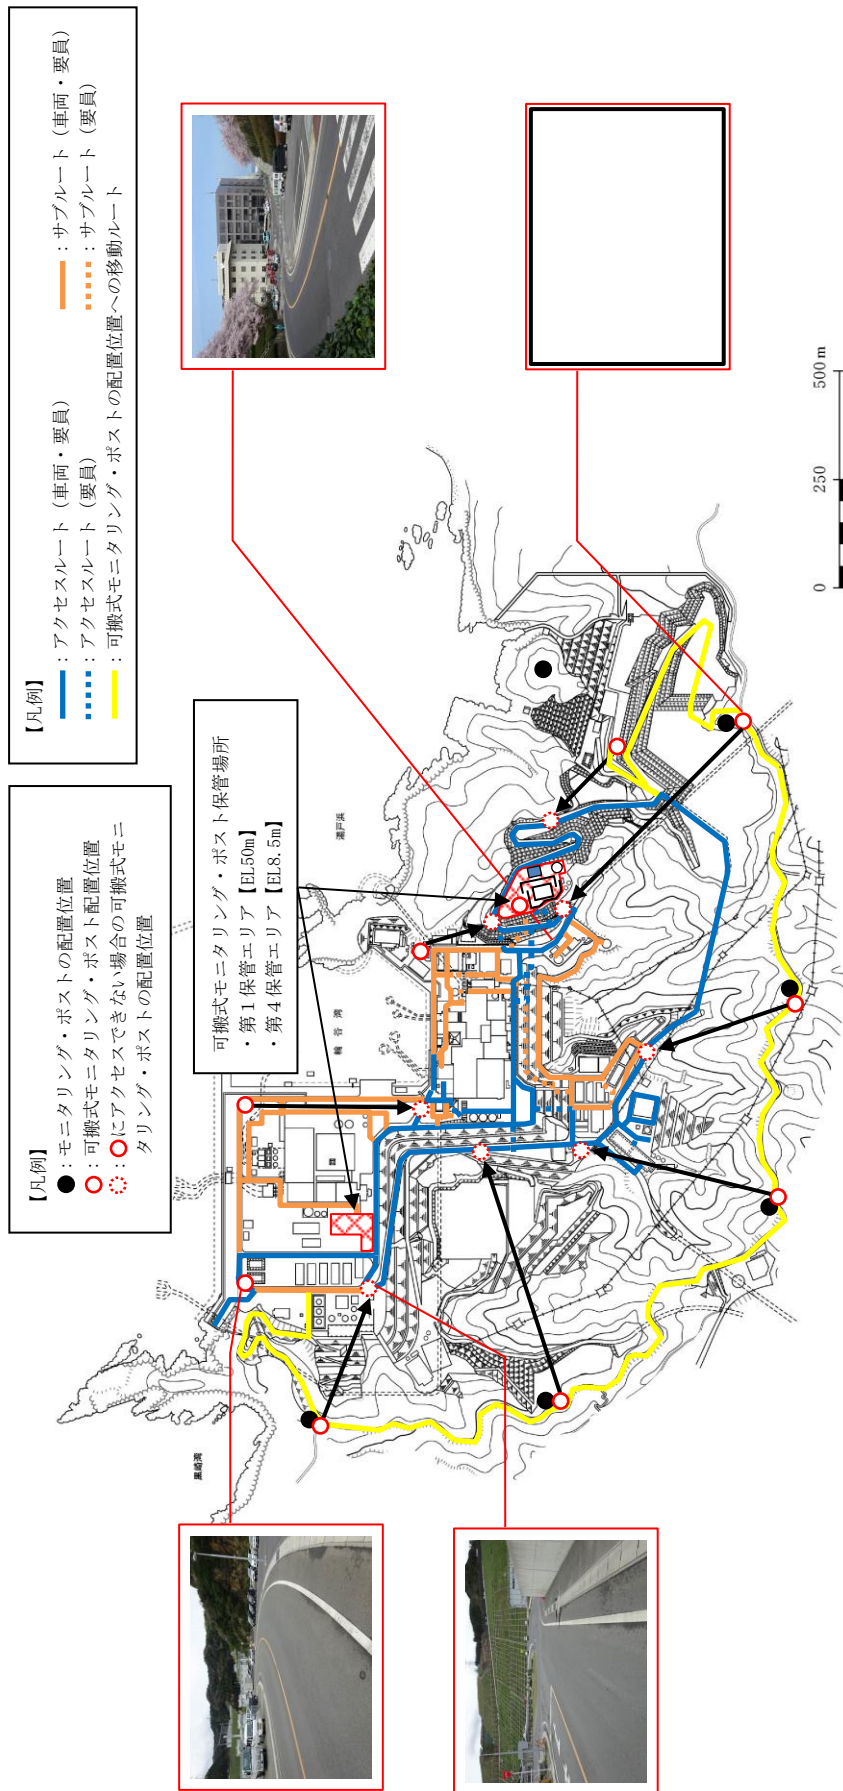 【凡例】
：アクセスルート（車両・要員）
：サブルート（車両・要員）
：アクセスルート（要員）
：サブルート（要員）
：可搬式モニタリング・ポストの配置位置への移動ルート
【凡例】
：モニタリング・ポストの配置位置
：可搬式モニタリング・ポスト配置位置
：○にアクセスできない場合の可搬式モニ
タリング・ポストの配置位置
可搬式モニタリング・ポスト保管場所
・第１保管エリア【EL50m】
・第４保管エリア【EL8.5m】
輪谷湾
0
250
500m